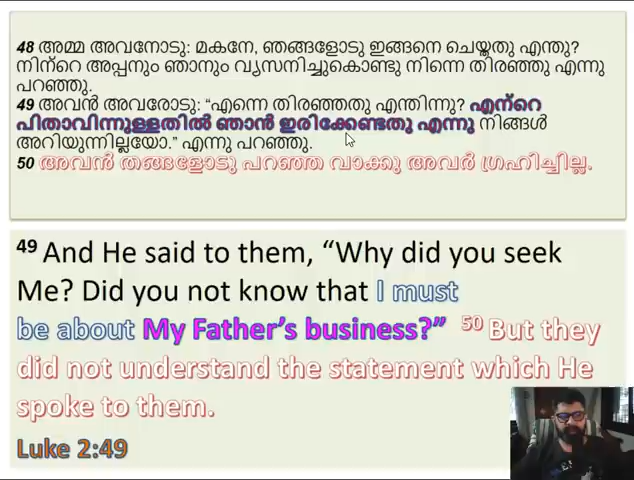 48 അമ്മ അവനോടു: മകനേ, ഞങ്ങളോടു ഇങ്ങനെ ചെയ്തതു എന്തു?
നിന്റെ അപ്പനും ഞാനും വ്യസനിച്ചുകൊണ്ടു നിന്നെ തിരഞ്ഞു എന്നു
പറഞ്ഞു.
49 അവൻ അവരോടു: “എന്നെ തിരഞ്ഞതു എന്തിന്നു? എന്റെ
പിതാവിന്നുള്ളതിൽ ഞാൻ ഇരിക്കേണ്ടതു എന്നു നിങ്ങൾ
അറിയുന്നില്ലയോ.” എന്നു പറഞ്ഞു.
50 അവൻ തങ്ങളോടു പറഞ്ഞ വാക്കു അവർ ഗ്രഹിച്ചില്ല.
49 And He said to them, “Why did you seek
Me? Did you not know that I must
be about My Father’s business?” 50 But they
did not understand the statement which He
spoke to them.
Luke 2:49